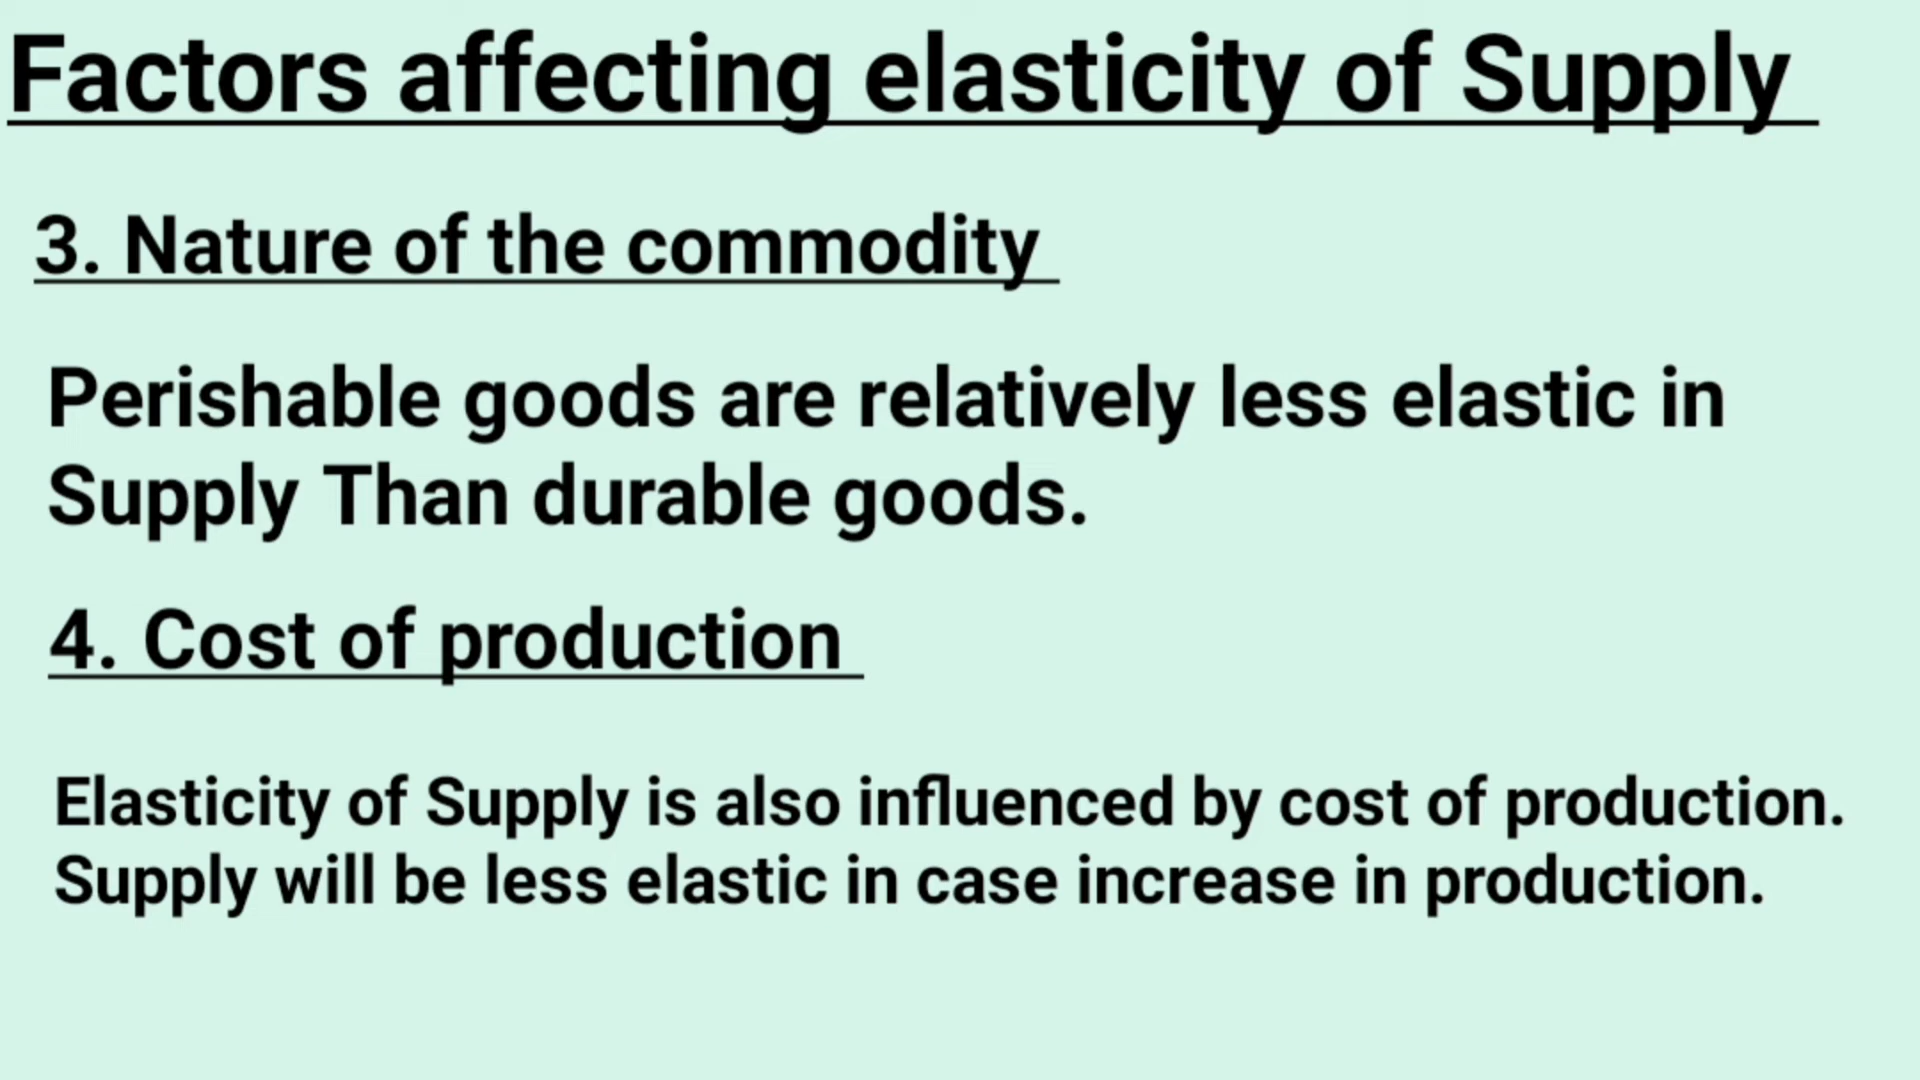 Factors affecting elasticity of Supply
3. Nature of the commodity
Perishable goods are relatively less elastic in
Supply Than durable goods.
4. Cost of production
Elasticity of Supply is also influenced by cost of production.
Supply will be less elastic in case increase in production.